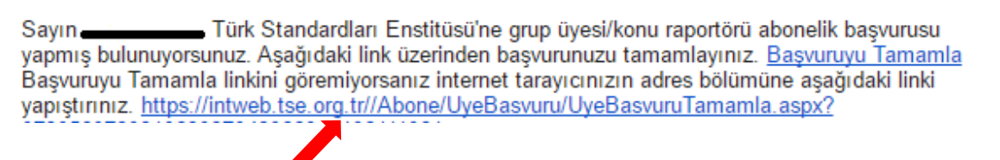 Sayın Türk Standardları Enstitüsü'ne grup üyesi/konu raportörü abonelik başvurusu
yapmış bulunuyorsunuz. Aşağıdaki link üzerinden başvurunuzu tamamlayınız. Başvuruyu Tamamla
Başvuruyu Tamamla linkini göremiyorsanız internet tarayıcınızın adres bölümüne aşağıdaki linki
yapıştırınız. https://intweb.tse.org.tr//Abone/UyeBasvuru/UyeBasvuruTamamla.aspx?